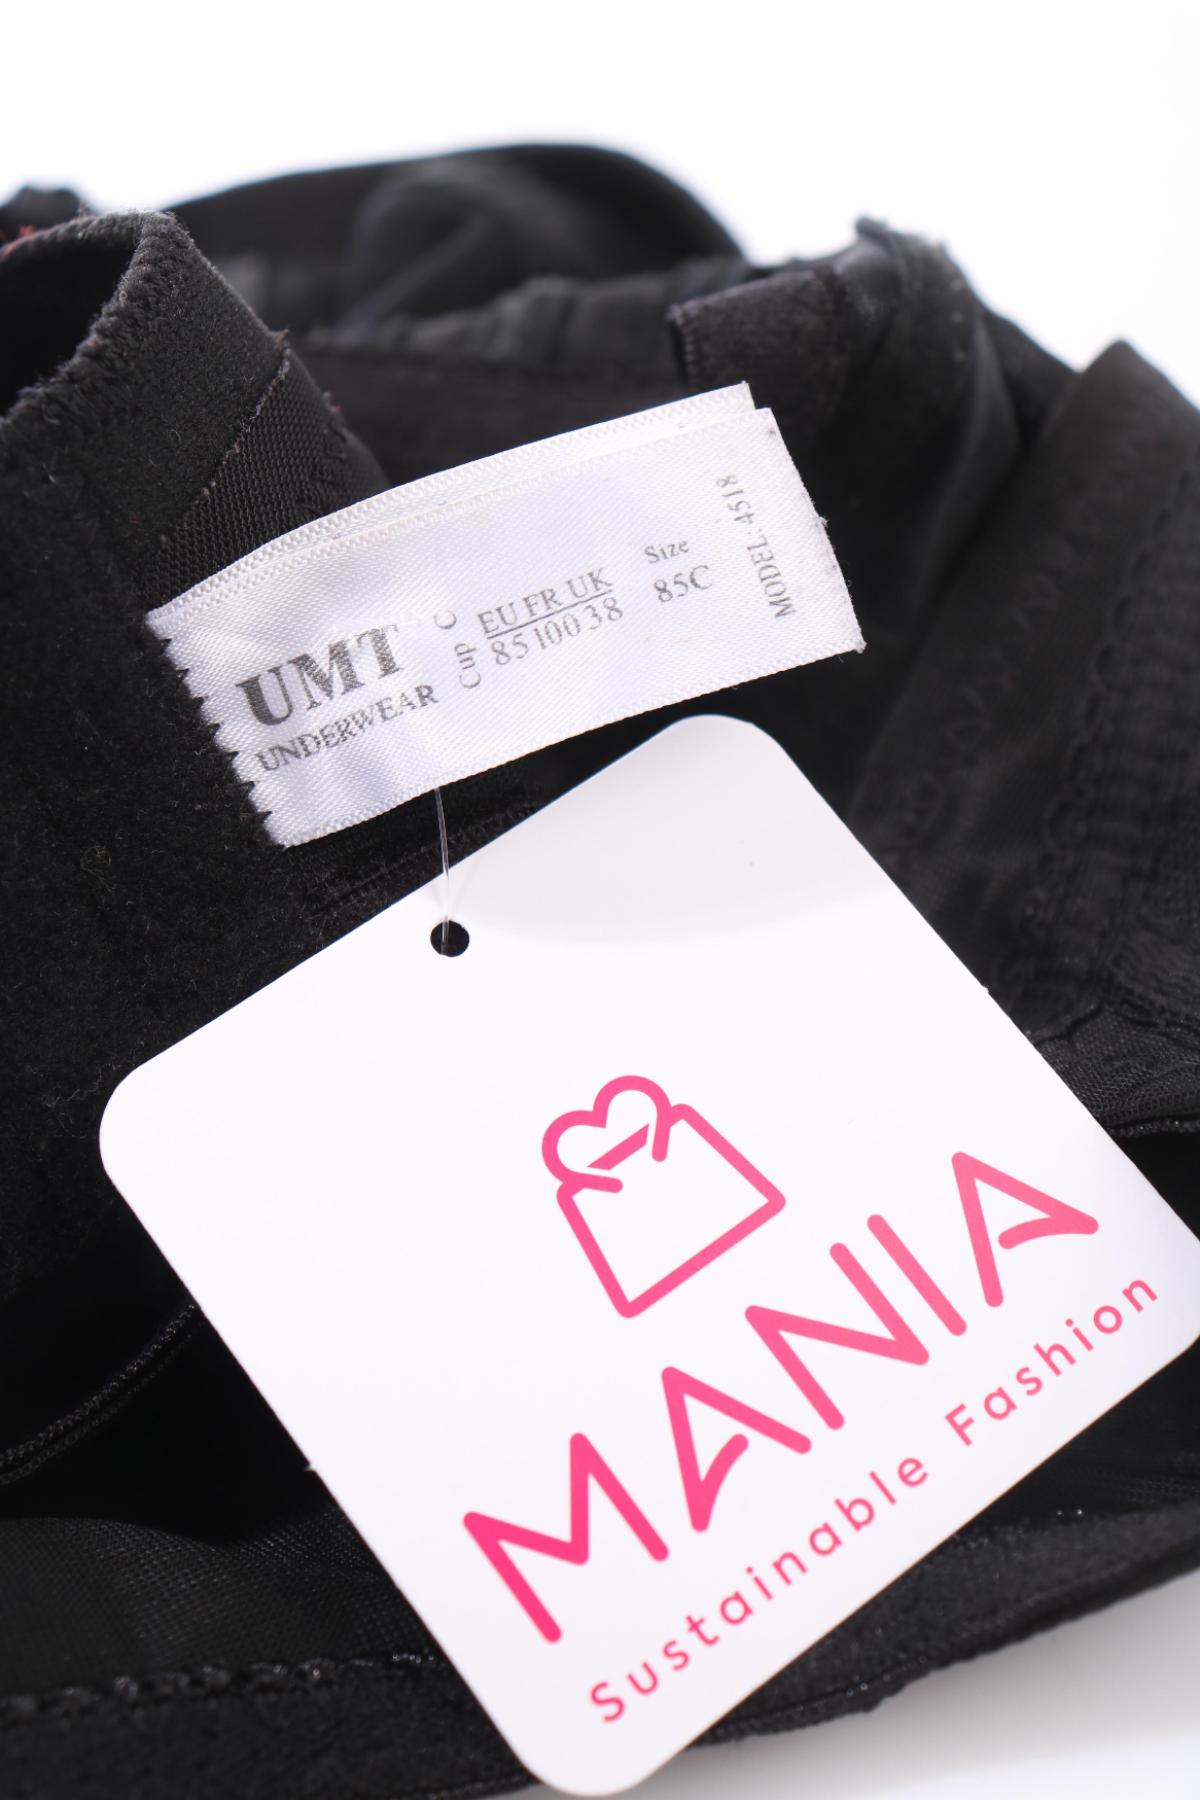 UMT
UNDERWEAR
Cup C
EU FR UK
85 100 38
Size
85C
MODEL: 4518
MANIA
Sustainable Fashion